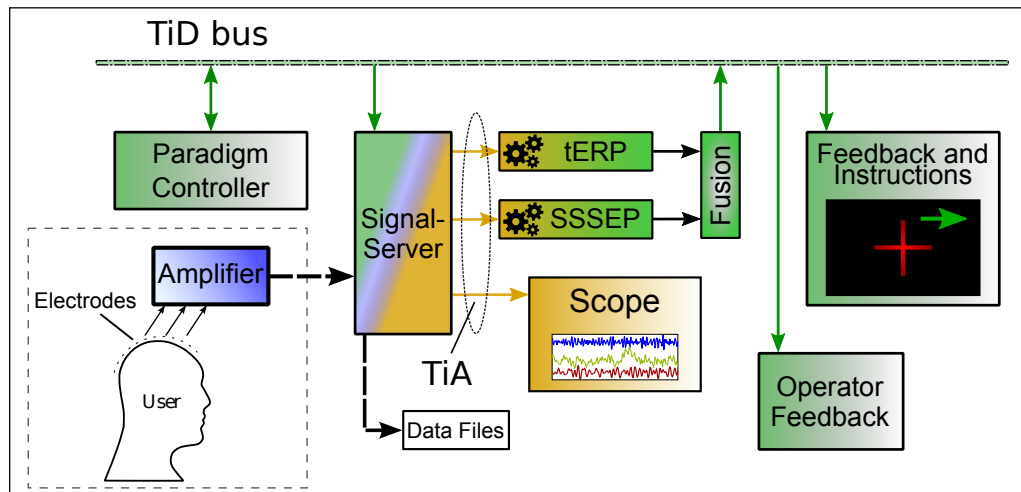 TiD bus
Paradigm
Controller
Signal-
Server
tERP
SSSEP
Fusion
Feedback and
Instructions
Amplifier
Electrodes
User
Scope
TiA
Data Files
Operator
Feedback